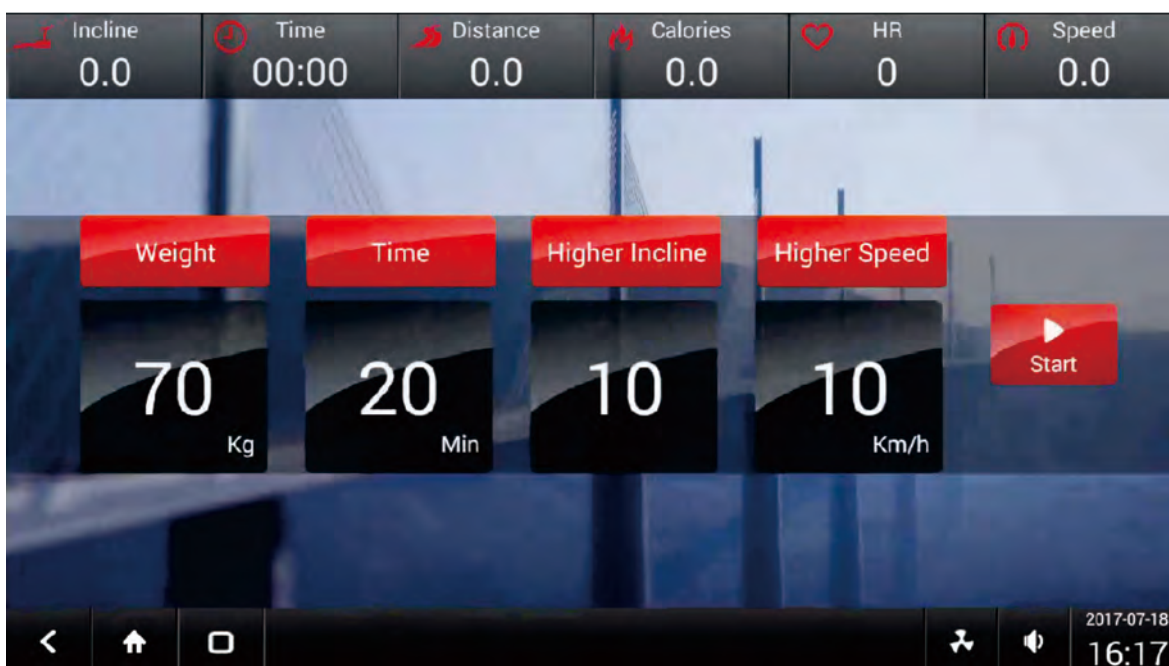 Incline Time Distance Calories HR Speed
0.0 00:00 0.0 0.0 0 0.0
Weight Time Higher Incline Higher Speed
70 20 10 10
Start
Kg Min Km/h
2017-07-18
16:17